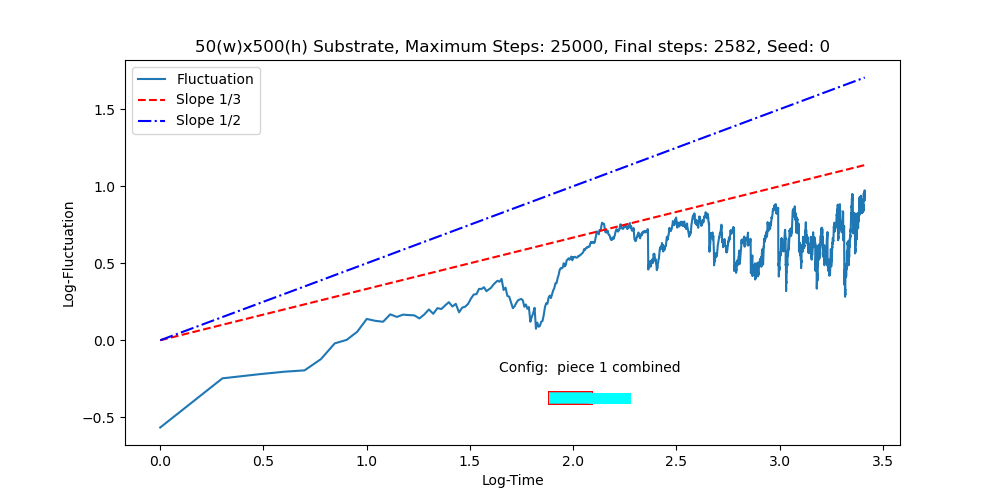 50(w)x500(h) Substrate, Maximum Steps: 25000, Final steps: 2582, Seed: 0
Fluctuation
Slope 1/3
Slope 1/2
Log-Fluctuation
1.5
1.0
0.5
0.0
−0.5
Config:  piece 1 combined
0.0 0.5 1.0 1.5 2.0 2.5 3.0 3.5
Log-Time